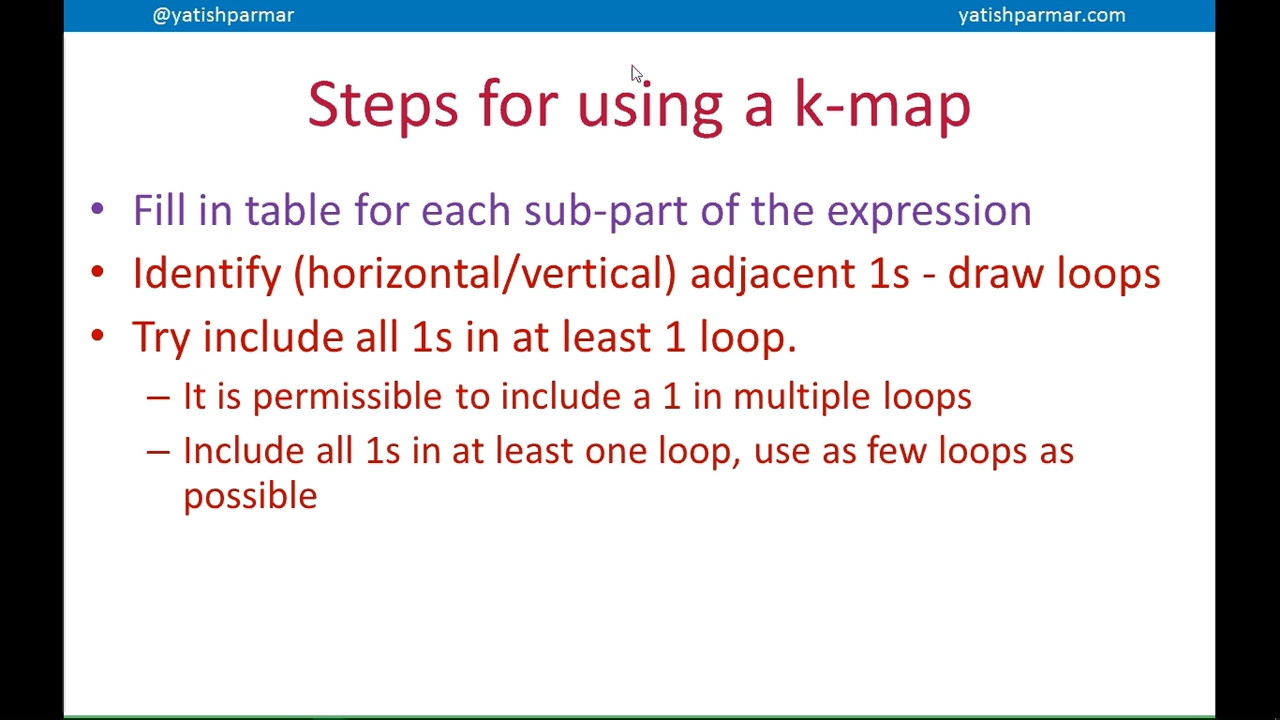 @yatishparmar yatishparmar.com
Steps for using a k-map
• Fill in table for each sub-part of the expression
• Identify (horizontal/vertical) adjacent 1s - draw loops
• Try include all 1s in at least 1 loop.
– It is permissible to include a 1 in multiple loops
– Include all 1s in at least one loop, use as few loops as
possible